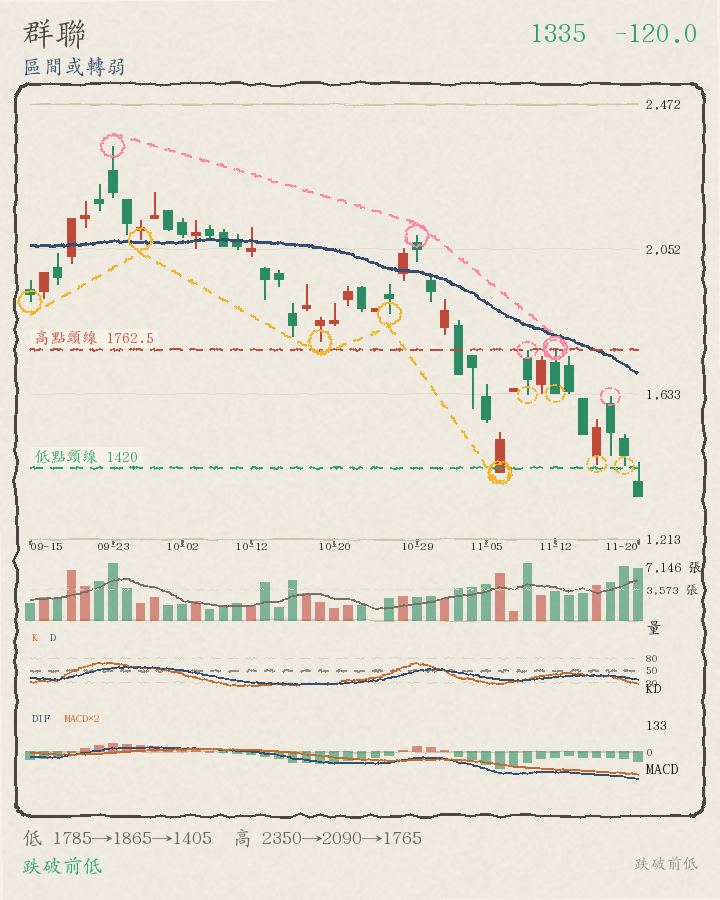 群聯
1335 -120.0
區間或轉弱
2,472
2,052
高點頸線 1762.5
1,633
低點頸線 1420
1,213
09-15 09-23 10-02 10-12 10-20 10-29 11-05 11-12 11-20
7,146 張
3,573 張
量
K D
80
50
20
KD
DIF MACD×2
133
0
MACD
低 1785→1865→1405 高 2350→2090→1765
跌破前低
跌破前低